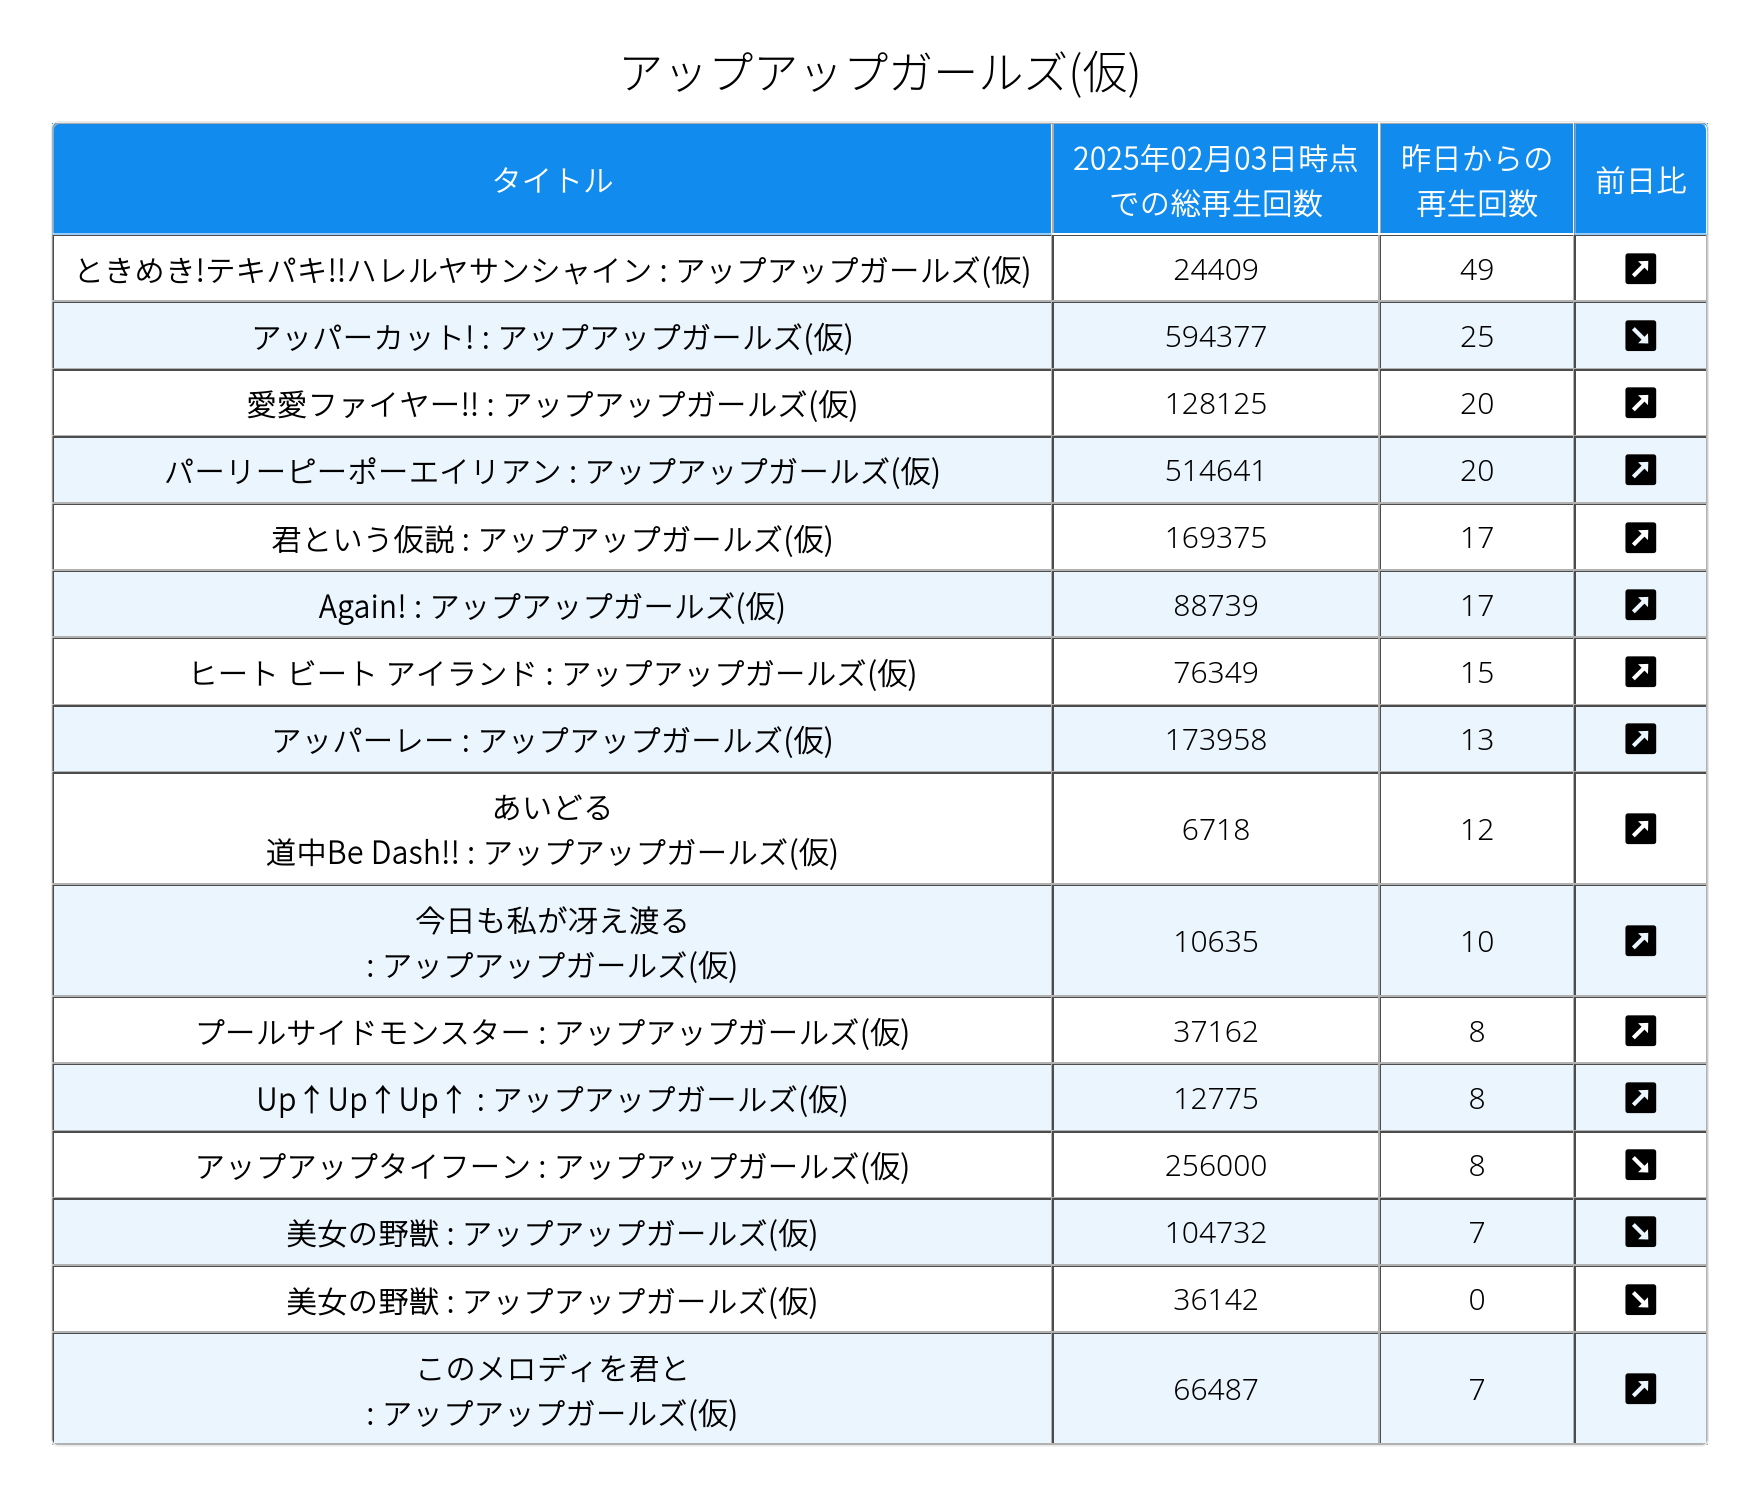 アップアップガールズ(仮)
タイトル
2025年02月03日時点
での総再生回数
昨日からの
再生回数
前日比
ときめき!テキパキ!!ハレルヤサンシャイン : アップアップガールズ(仮) 24409 49 ↗
アッパーカット! : アップアップガールズ(仮) 594377 25 ↘
愛愛ファイヤー!! : アップアップガールズ(仮) 128125 20 ↗
パーリーピーポーエイリアン : アップアップガールズ(仮) 514641 20 ↗
君という仮説 : アップアップガールズ(仮) 169375 17 ↗
Again! : アップアップガールズ(仮) 88739 17 ↗
ヒート ビート アイランド : アップアップガールズ(仮) 76349 15 ↗
アッパーレー : アップアップガールズ(仮) 173958 13 ↗
あいどる
道中Be Dash!! : アップアップガールズ(仮) 6718 12 ↗
今日も私が冴え渡る
: アップアップガールズ(仮) 10635 10 ↗
プールサイドモンスター : アップアップガールズ(仮) 37162 8 ↗
Up↑Up↑Up↑ : アップアップガールズ(仮) 12775 8 ↗
アップアップタイフーン : アップアップガールズ(仮) 256000 8 ↘
美女の野獣 : アップアップガールズ(仮) 104732 7 ↘
美女の野獣 : アップアップガールズ(仮) 36142 0 ↘
このメロディを君と
: アップアップガールズ(仮) 66487 7 ↗